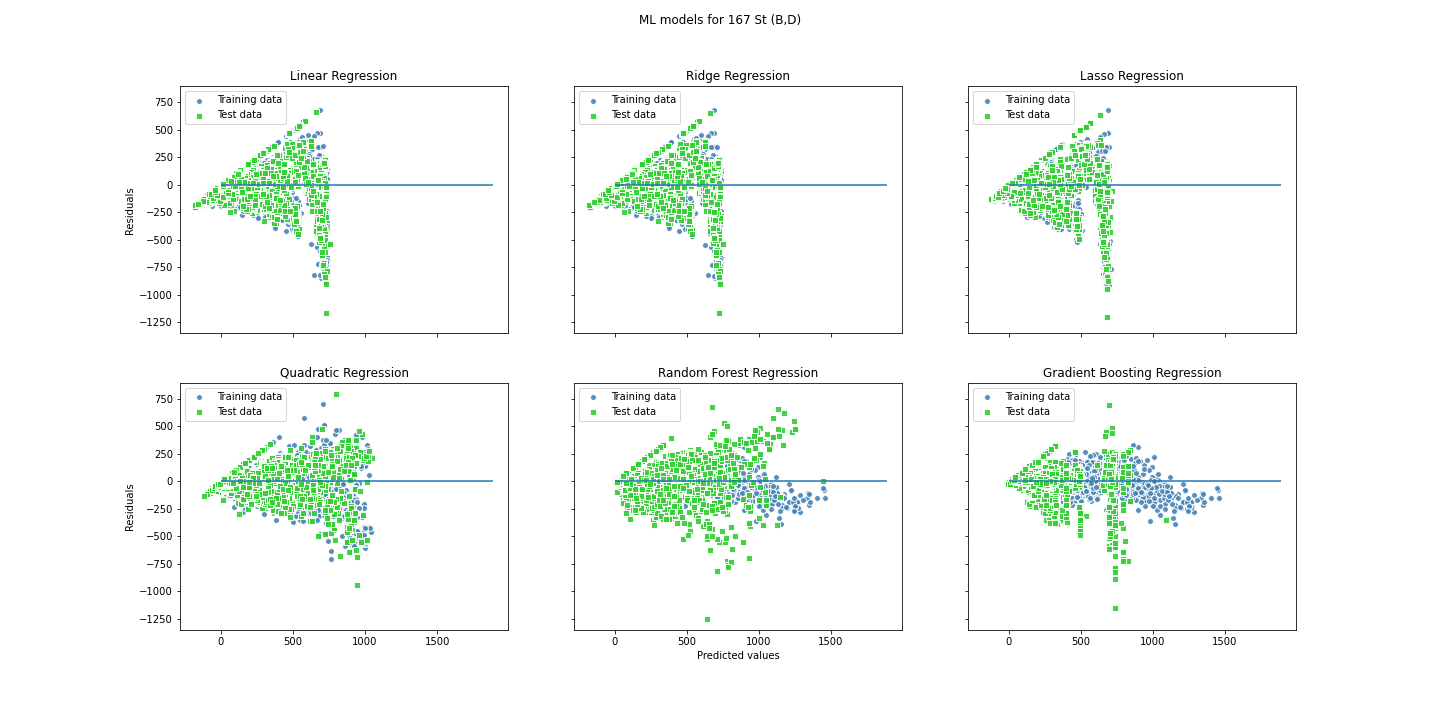 ML models for 167 St (B,D)
Linear Regression
Training data
Test data
750
500
250
0
−250
−500
−750
−1000
−1250
Residuals
Ridge Regression
Training data
Test data
Lasso Regression
Training data
Test data
Quadratic Regression
Training data
Test data
750
500
250
0
−250
−500
−750
−1000
−1250
Residuals
0 500 1000 1500
Random Forest Regression
Training data
Test data
0 500 1000 1500
Predicted values
Gradient Boosting Regression
Training data
Test data
0 500 1000 1500